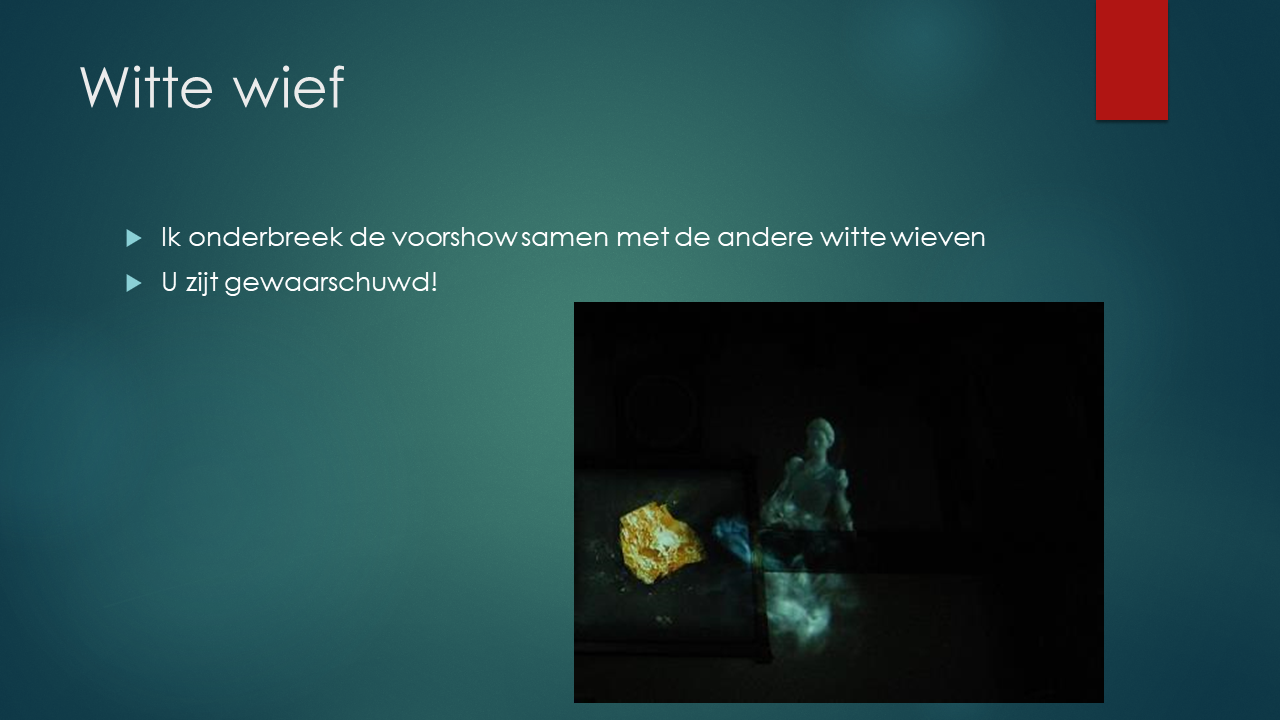 Witte wief
Ik onderbreek de voorshow samen met de andere witte wieven
U zijt gewaarschuwd!